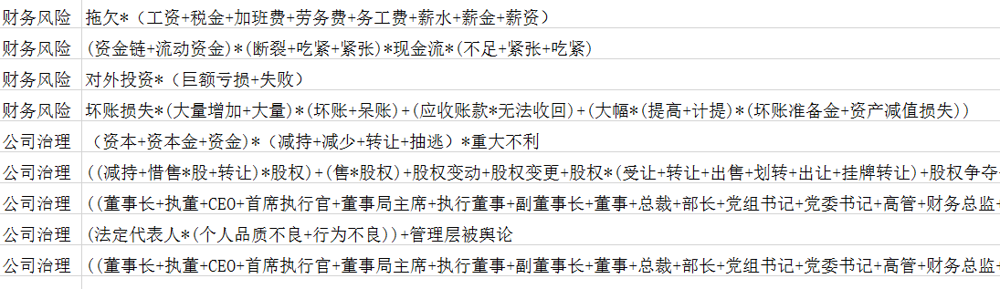 财务风险 拖欠*（工资+税金+加班费+劳务费+务工费+薪水+薪金+薪资）
财务风险 (资金链+流动资金)*(断裂+吃紧+紧张)*现金流*(不足+紧张+吃紧)
财务风险 对外投资*（巨额亏损+失败）
财务风险 坏账损失*(大量增加+大量)*(坏账+呆账)+(应收账款*无法收回)+(大幅*(提高+计提)*(坏账准备金+资产减值损失))
公司治理 （资本+资本金+资金)*（减持+减少+转让+抽逃）*重大不利
公司治理 ((减持+惜售*股+转让)*股权)+(售*股权)+股权变动+股权变更+股权*(受让+转让+出售+划转+出让+挂牌转让)+股权争夺+
公司治理 ((董事长+执董+CEO+首席执行官+董事局主席+执行董事+副董事长+董事+总裁+部长+党组书记+党委书记+高管+财务总监+
公司治理 (法定代表人*(个人品质不良+行为不良))+管理层被舆论
公司治理 ((董事长+执董+CEO+首席执行官+董事局主席+执行董事+副董事长+董事+总裁+部长+党组书记+党委书记+高管+财务总监+